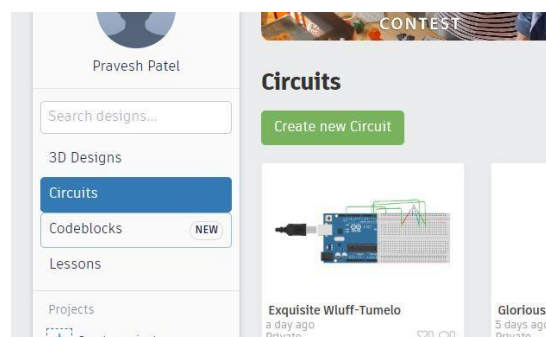 CONTEST
Pravesh Patel
Circuits
Search designs...
Create new Circuit
3D Designs
Circuits
Codeblocks NEW
Lessons
Projects
Exquisite Wluff-Tumelo
a day ago
Private
Glorious
5 days ago
Private